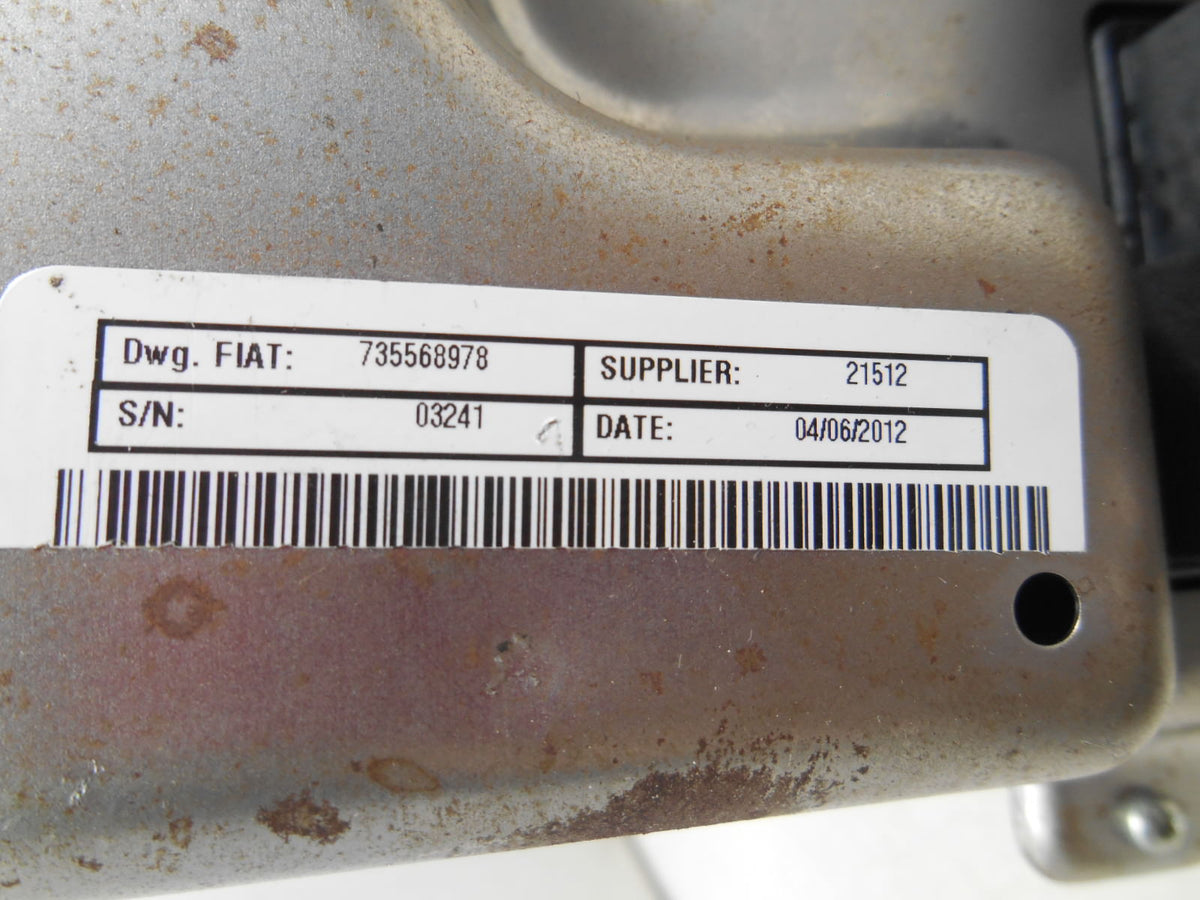 Dwg. FIAT: 735568978 SUPPLIER: 21512
S/N: 03241 DATE: 04/06/2012